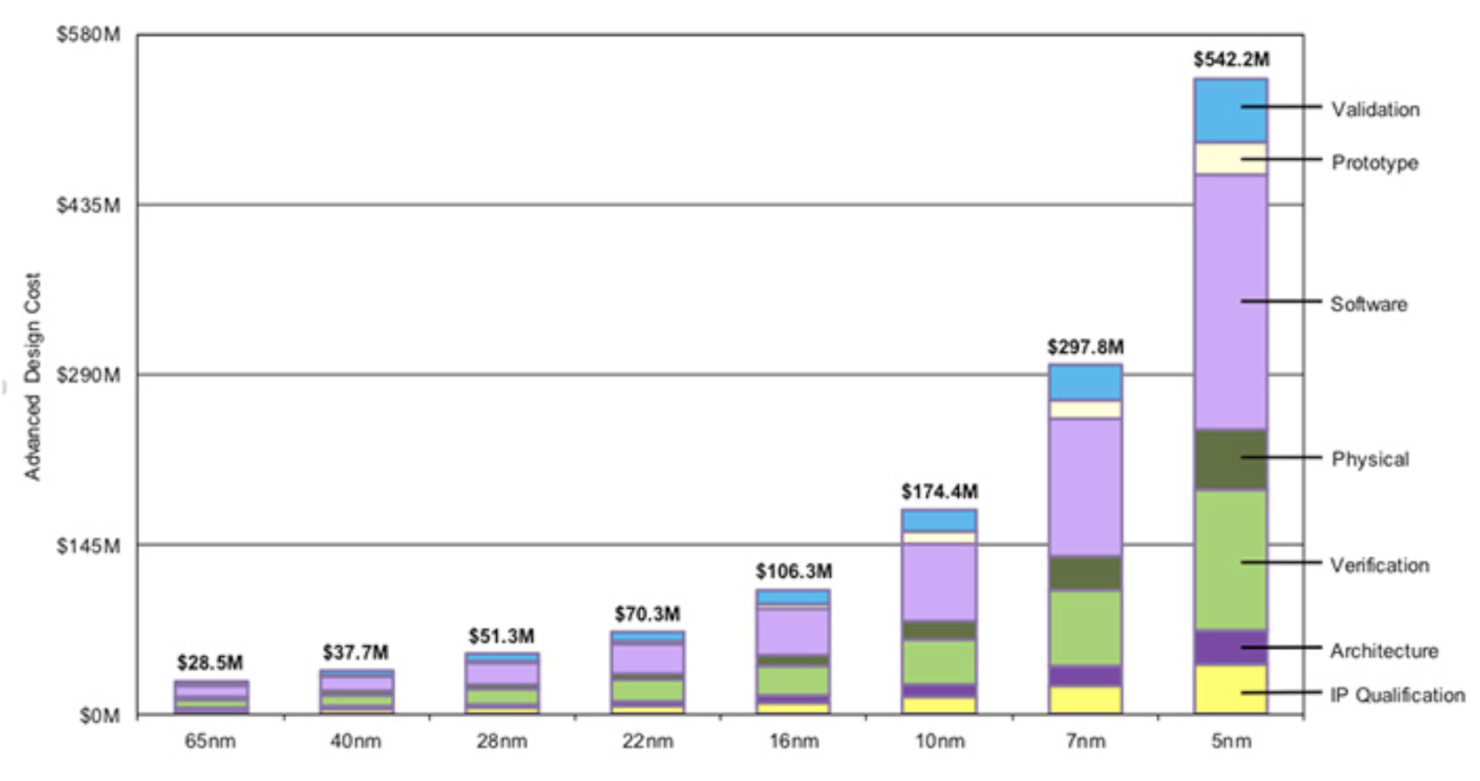 $580M
$435M
$290M
$145M
$0M
Advanced Design Cost
$28.5M
$37.7M
$51.3M
$70.3M
$106.3M
$174.4M
$297.8M
$542.2M
Validation
Prototype
Software
Physical
Verification
Architecture
IP Qualification
65nm
40nm
28nm
22nm
16nm
10nm
7nm
5nm